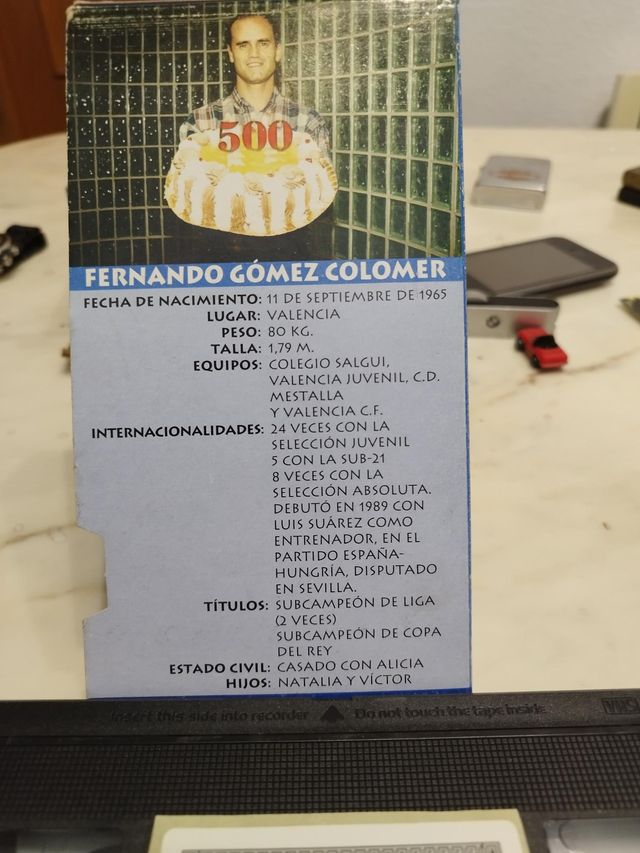 500
FERNANDO GÓMEZ COLOMER
FECHA DE NACIMIENTO: 11 DE SEPTIEMBRE DE 1965
LUGAR: VALENCIA
PESO: 80 KG.
TALLA: 1,79 M.
EQUIPOS: COLEGIO SALGUI,
VALENCIA JUVENIL, C.D.
MESTALLA
Y VALENCIA C.F.
INTERNACIONALIDADES: 24 VECES CON LA
SELECCIÓN JUVENIL
5 CON LA SUB-21
8 VECES CON LA
SELECCIÓN ABSOLUTA.
DEBUTÓ EN 1989 CON
LUIS SUÁREZ COMO
ENTRENADOR, EN EL
PARTIDO ESPAÑA-
HUNGRÍA, DISPUTADO
EN SEVILLA.
TÍTULOS: SUBCAMPEÓN DE LIGA
(2 VECES)
SUBCAMPEÓN DE COPA
DEL REY
ESTADO CIVIL: CASADO CON ALICIA
HIJOS: NATALIA Y VÍCTOR
Insert this side into recorder Do not touch the tape inside
VHS